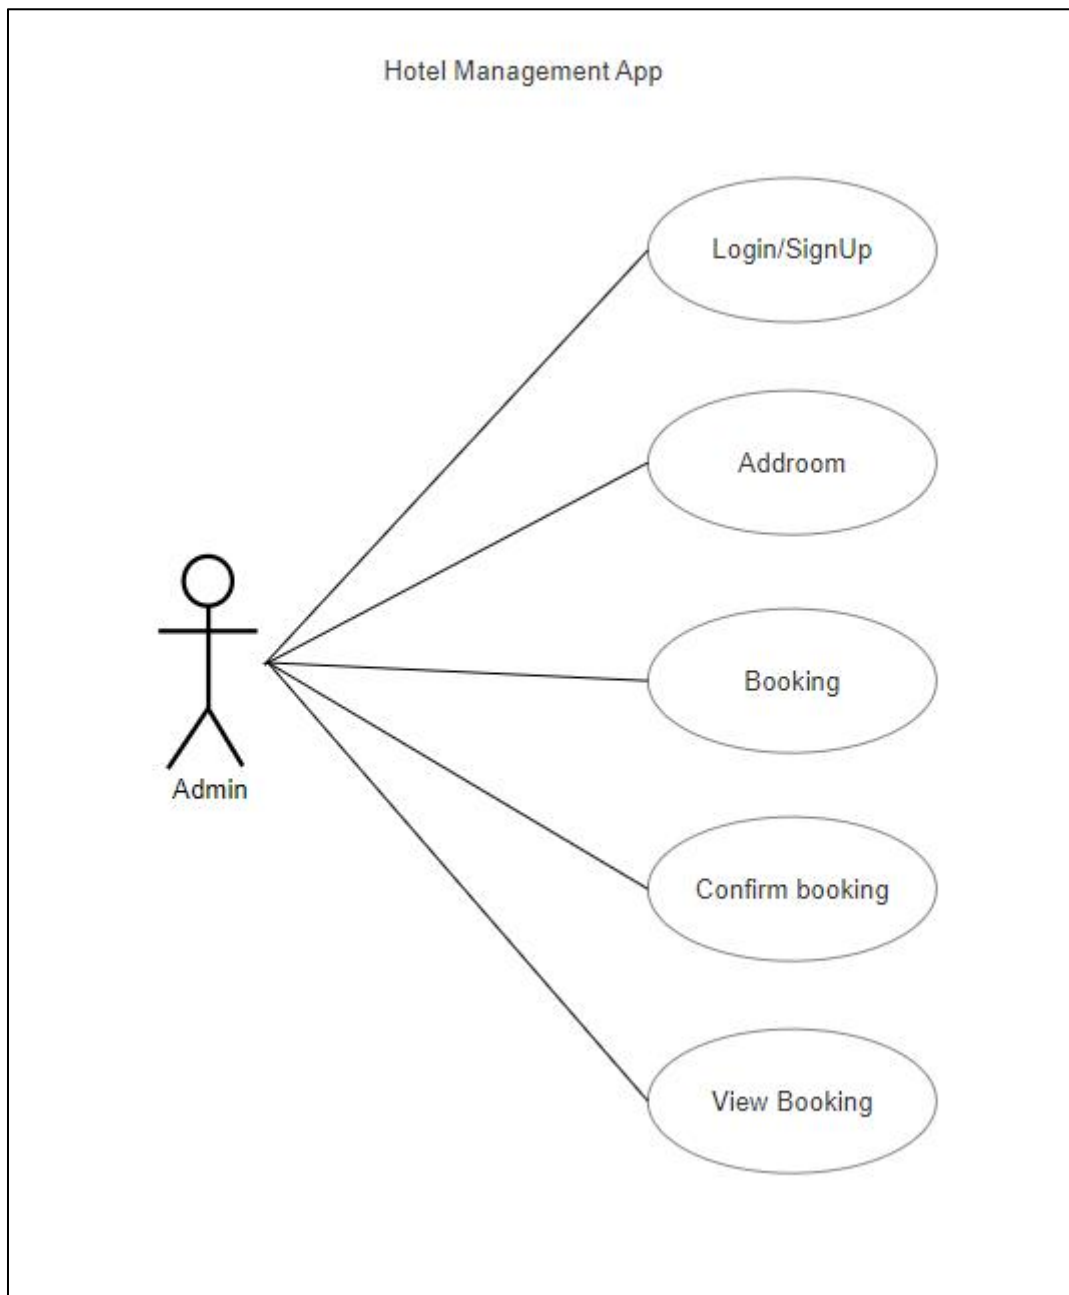 Hotel Management App
Login/SignUp
Addroom
Booking
Admin
Confirm booking
View Booking